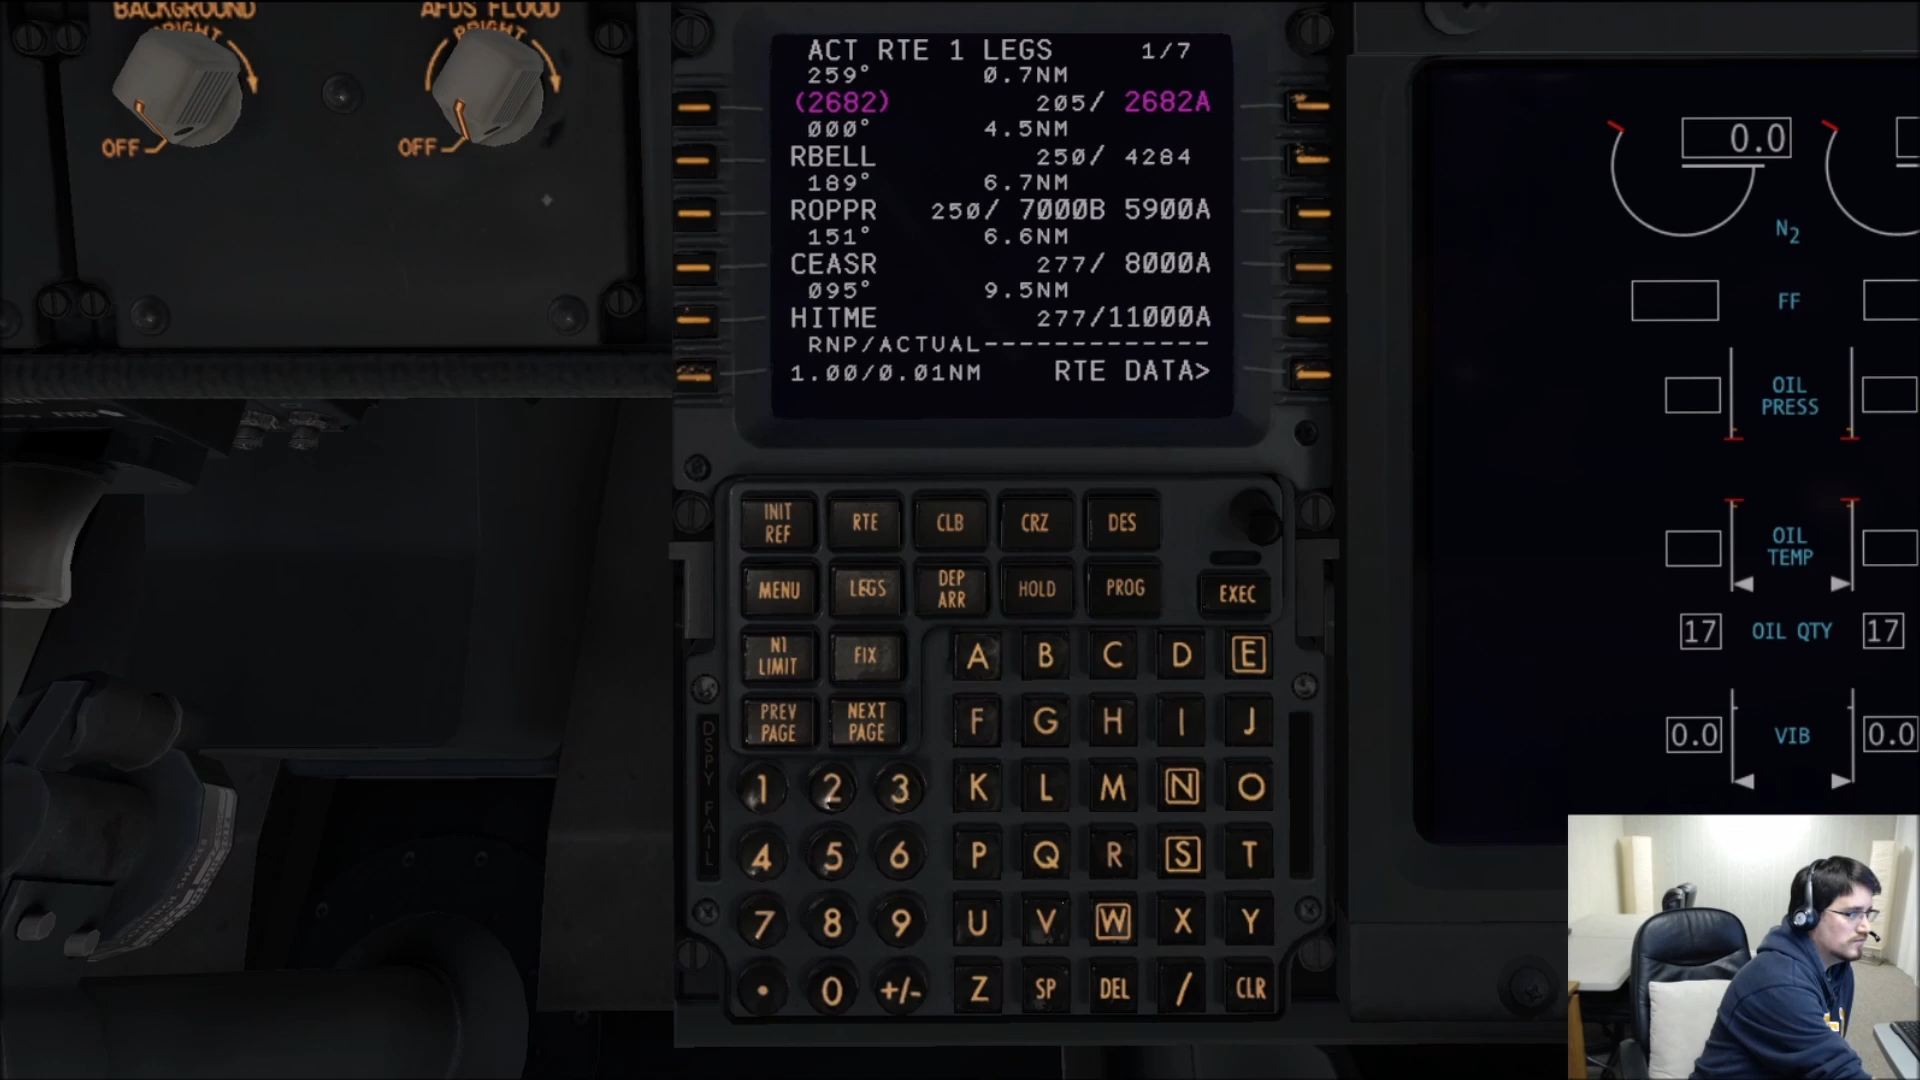 BACKGROUND
BRIGHT
OFF
AFDS FLOOD
BRIGHT
OFF
ACT RTE 1 LEGS 1/7
259° 0.7NM
(2682) 205/ 2682A
000° 4.5NM
RBELL 250/ 4284
189° 6.7NM
ROPPR 250/ 7000B 5900A
151° 6.6NM
CEASR 277/ 8000A
095° 9.5NM
HITME 277/11000A
RNP/ACTUAL-------------
1.00/0.01NM RTE DATA>
INIT REF RTE CLB CRZ DES
MENU LEGS DEP ARR HOLD PROG EXEC
N1 LIMIT FIX
PREV PAGE NEXT PAGE
A B C D E
F G H I J
1 2 3 K L M N O
4 5 6 P Q R S T
7 8 9 U V W X Y
. 0 +/- Z SP DEL / CLR
DSPY FAIL
0.0
N2
FF
OIL PRESS
OIL TEMP
17 OIL QTY 17
0.0 VIB 0.0